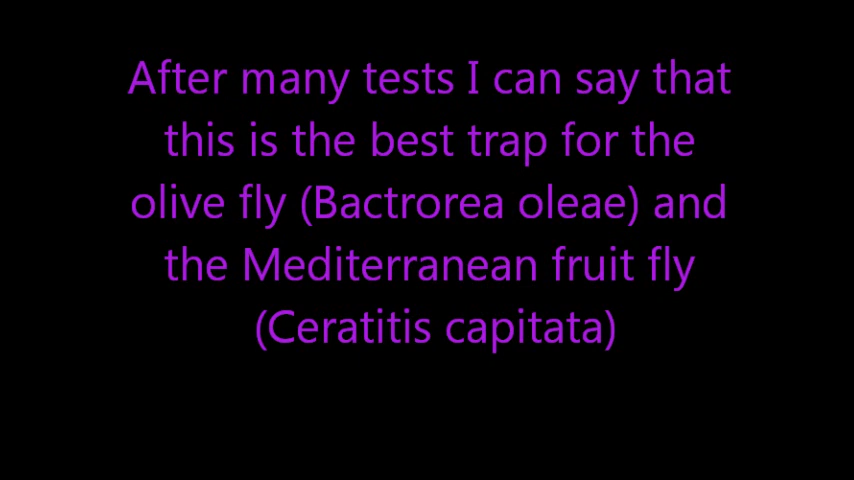 After many tests I can say that
this is the best trap for the
olive fly (Bactrorea oleae) and
the Mediterranean fruit fly
(Ceratitis capitata)